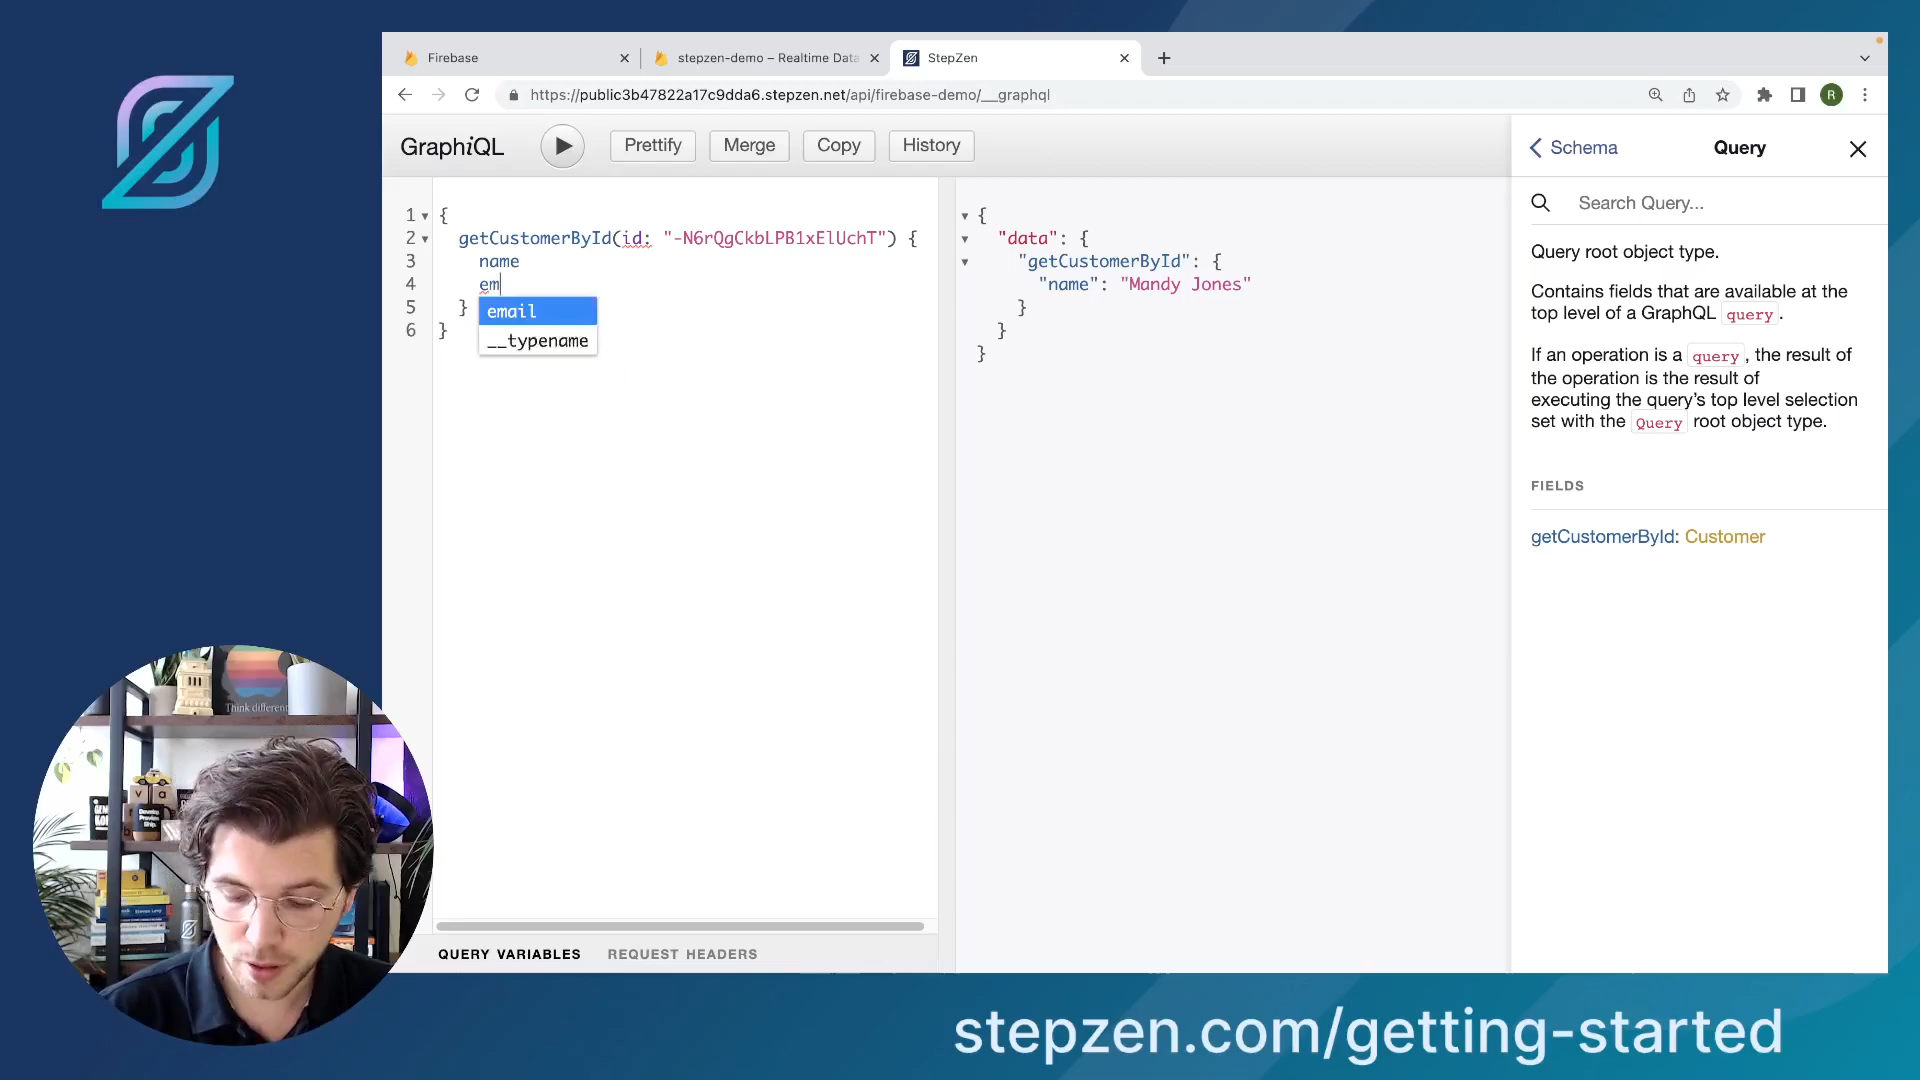 Firebase
stepzen-demo – Realtime Data
StepZen
https://public3b47822a17c9dda6.stepzen.net/api/firebase-demo/__graphql
R
GraphiQL
Prettify
Merge
Copy
History
Schema
Query
1 {
2 getCustomerById(id: "-N6rQgCkbLPB1xElUchT") {
3 name
4 em
5 }
6 }
email
__typename
{
"data": {
"getCustomerById": {
"name": "Mandy Jones"
}
}
}
Search Query...
Query root object type.
Contains fields that are available at the
top level of a GraphQL query.
If an operation is a query, the result of
the operation is the result of
executing the query’s top level selection
set with the Query root object type.
FIELDS
getCustomerById: Customer
QUERY VARIABLES
REQUEST HEADERS
Think different
v a
Develop
Preview
Ship.
stepzen.com/getting-started